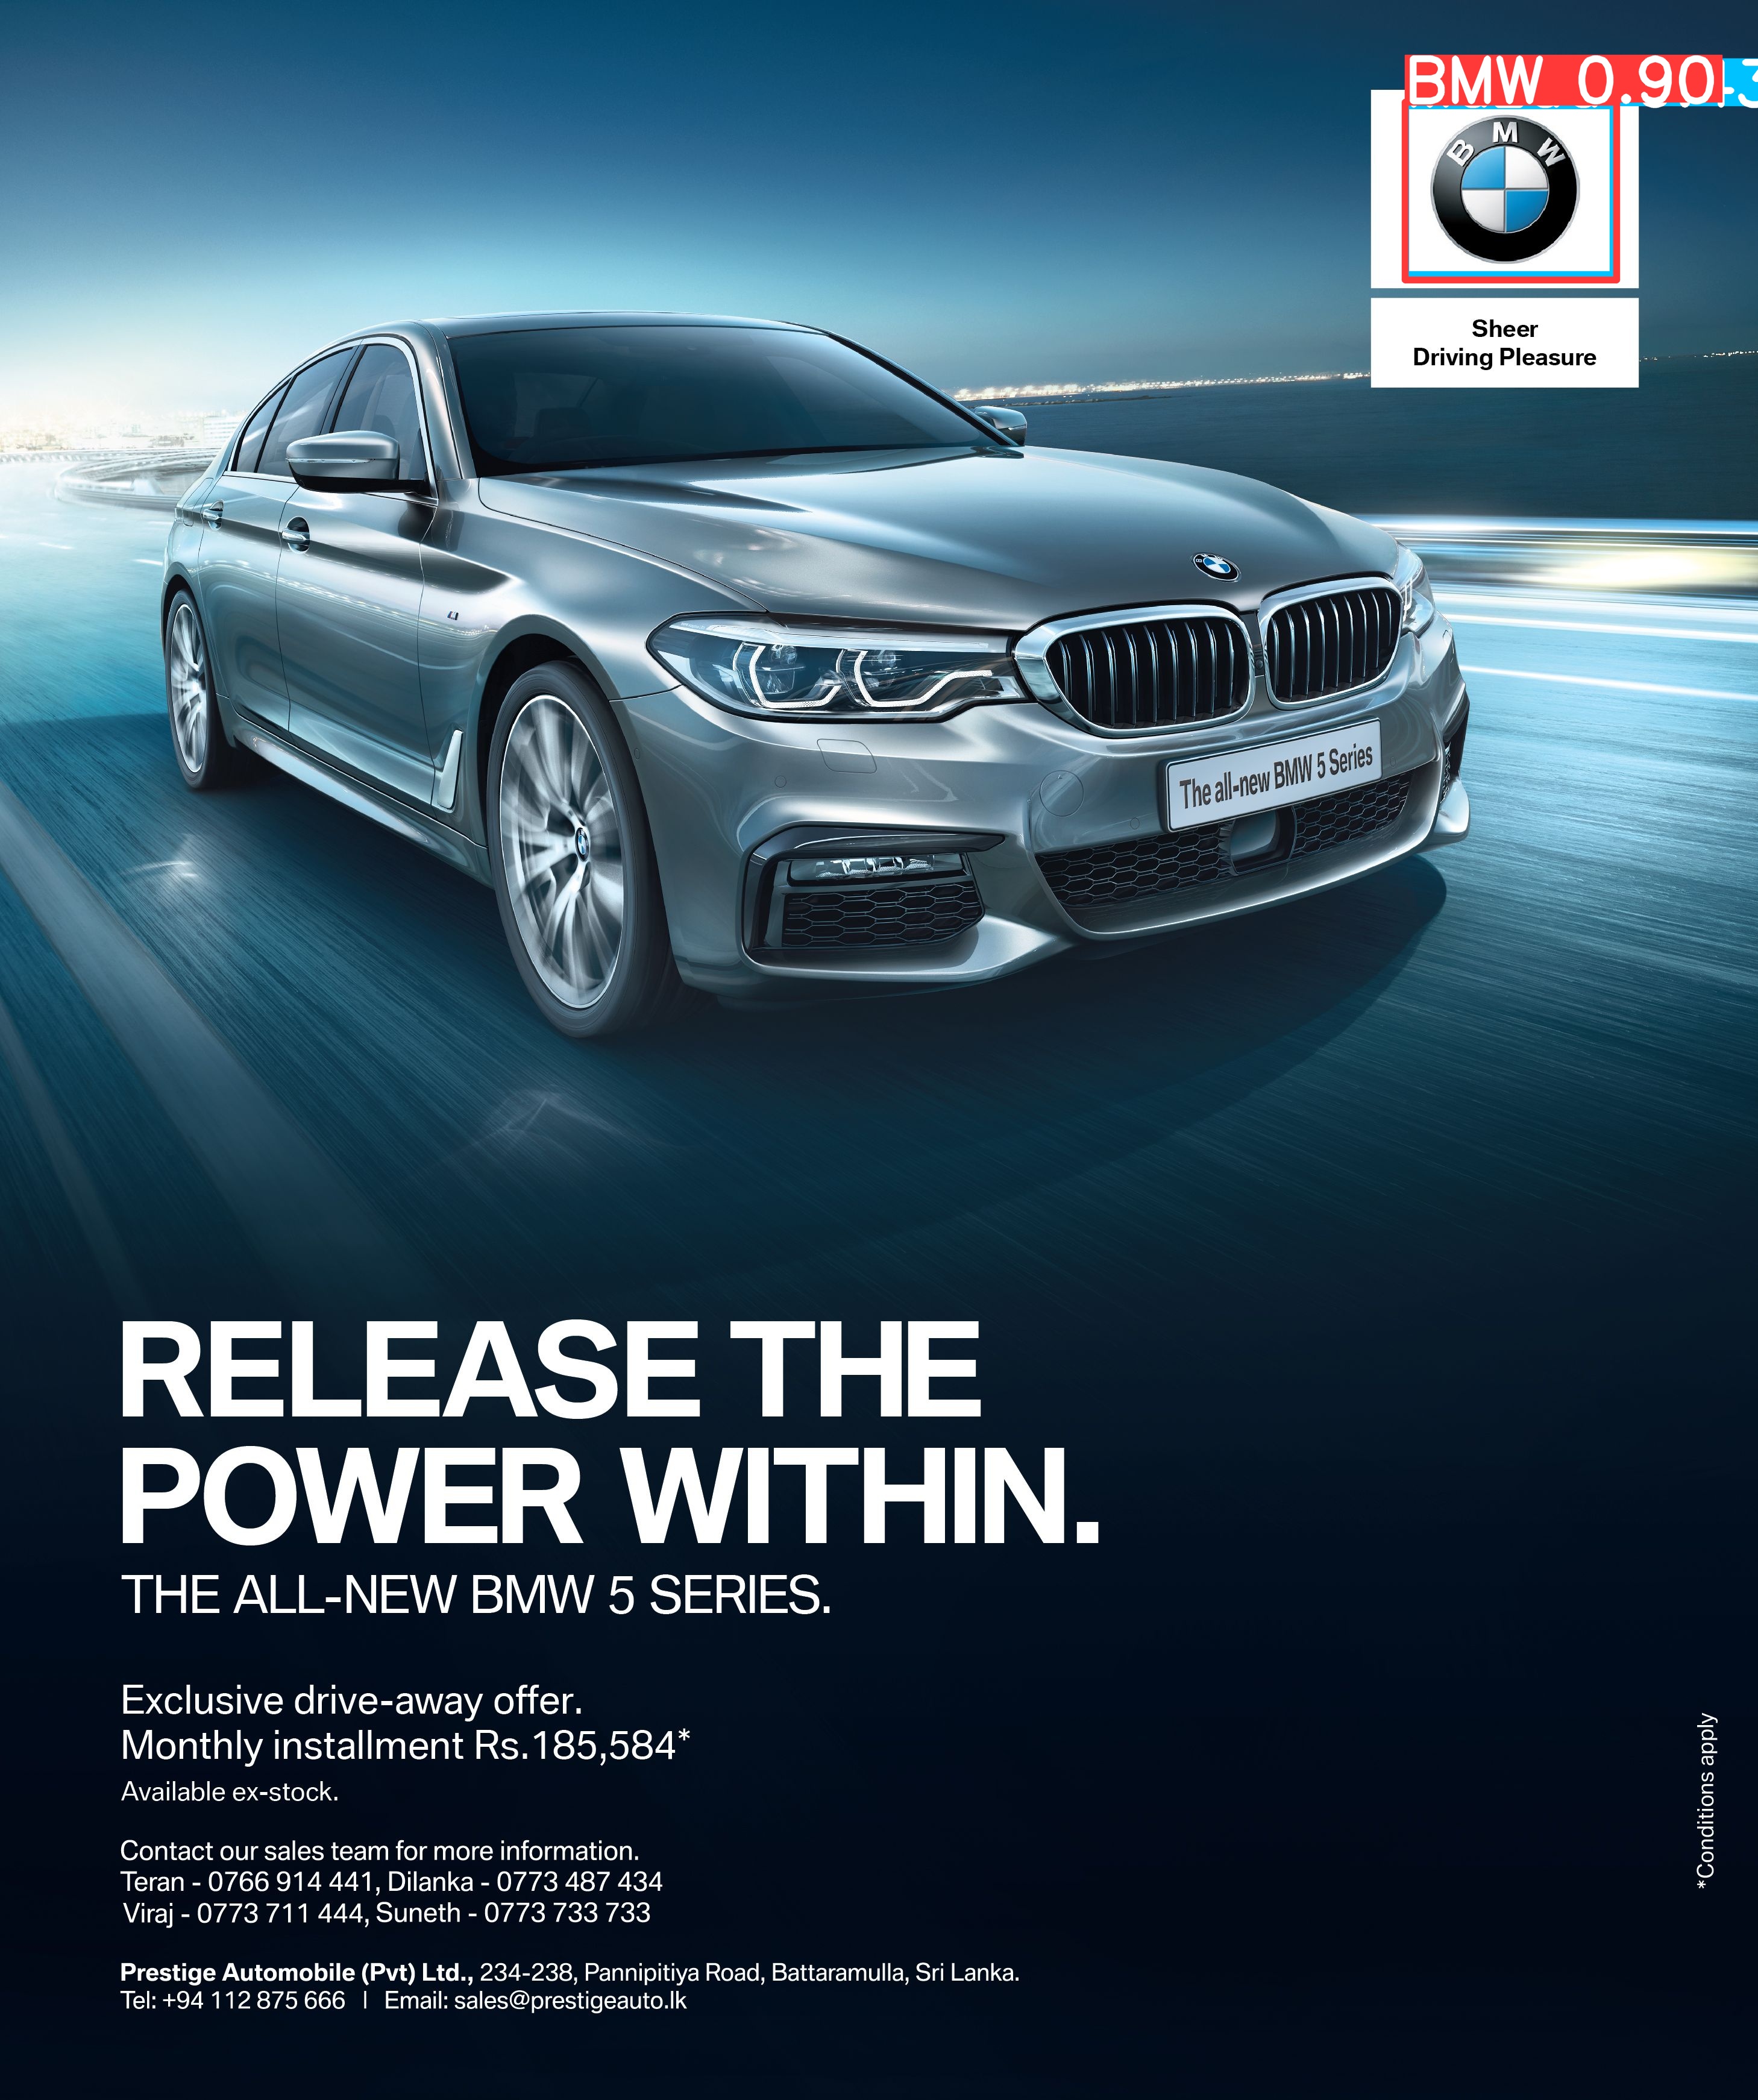 BMW 0.90
BMW
Sheer
Driving Pleasure
The all-new BMW 5 Series
RELEASE THE
POWER WITHIN.
THE ALL-NEW BMW 5 SERIES.
Exclusive drive-away offer.
Monthly installment Rs.185,584*
Available ex-stock.
*Conditions apply
Contact our sales team for more information.
Teran - 0766 914 441, Dilanka - 0773 487 434
Viraj - 0773 711 444, Suneth - 0773 733 733
Prestige Automobile (Pvt) Ltd., 234-238, Pannipitiya Road, Battaramulla, Sri Lanka.
Tel: +94 112 875 666 | Email: sales@prestigeauto.lk